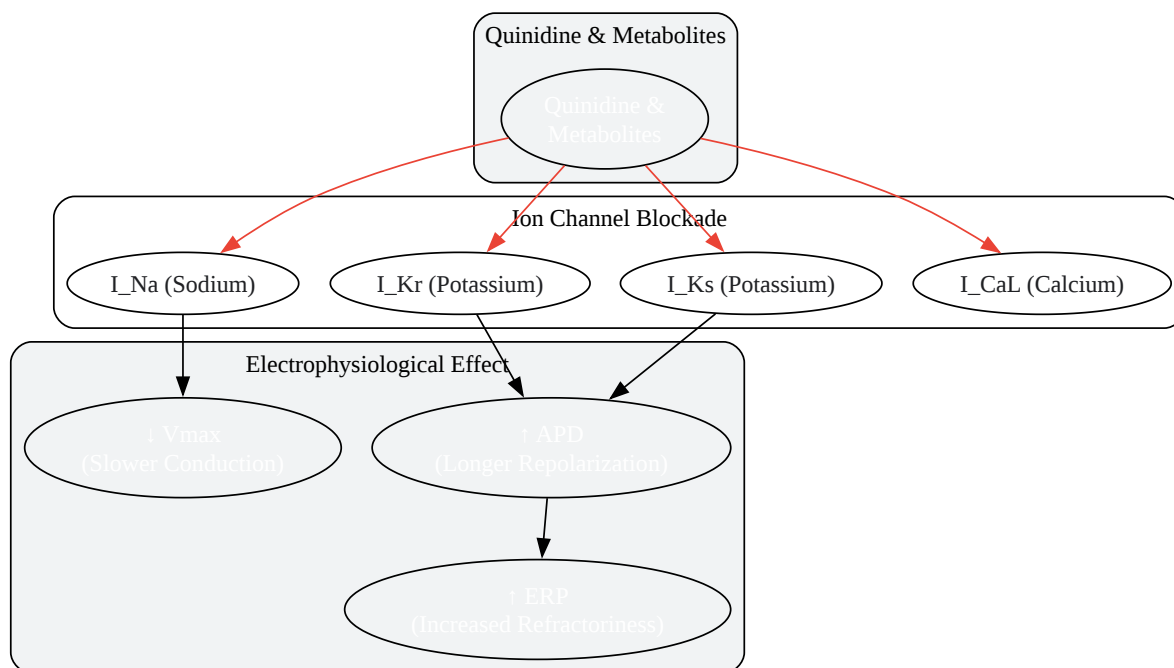 Quinidine & Metabolites
Quinidine &
Metabolites
Ion Channel Blockade
I_Na (Sodium)
I_Kr (Potassium)
I_Ks (Potassium)
I_CaL (Calcium)
Electrophysiological Effect
↓ Vmax
(Slower Conduction)
↑ APD
(Longer Repolarization)
↑ ERP
(Increased Refractoriness)